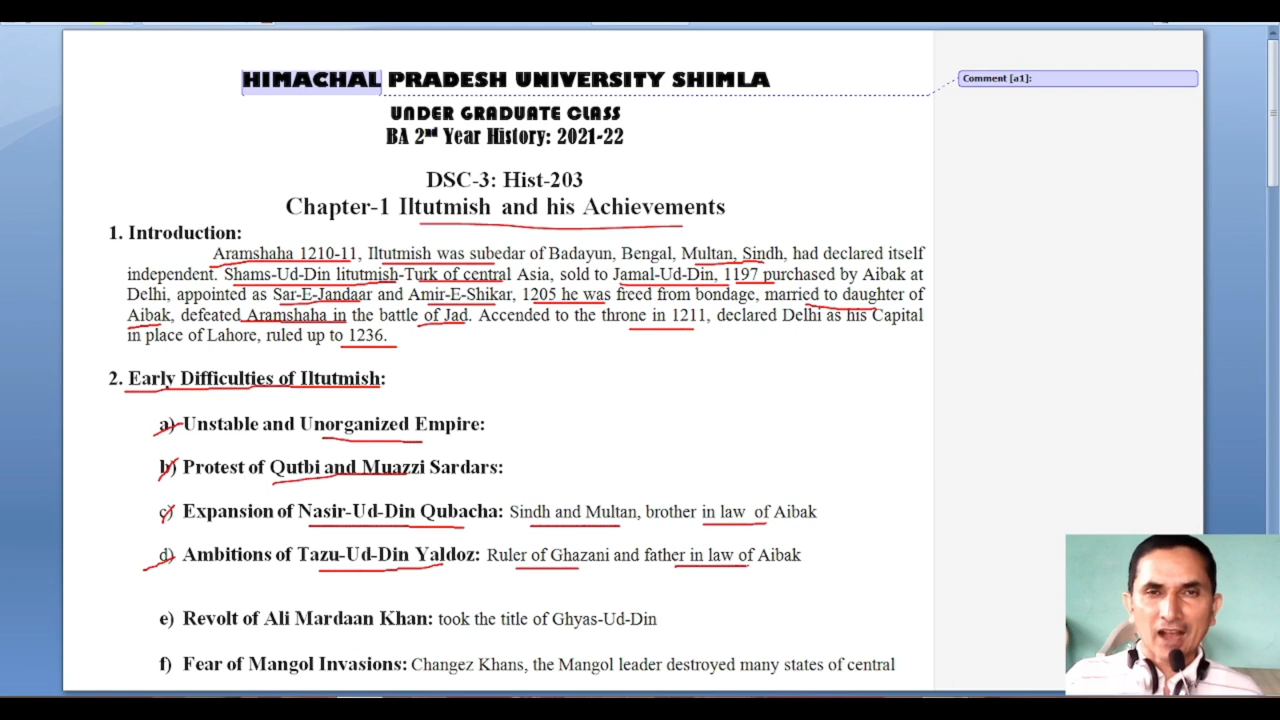 HIMACHAL PRADESH UNIVERSITY SHIMLA
Comment [a1]:
UNDER GRADUATE CLASS
BA 2nd Year History: 2021-22
DSC-3: Hist-203
Chapter-1 Iltutmish and his Achievements
1. Introduction:
Aramshaha 1210-11, Iltutmish was subedar of Badayun, Bengal, Multan, Sindh, had declared itself
independent. Shams-Ud-Din litutmish-Turk of central Asia, sold to Jamal-Ud-Din, 1197 purchased by Aibak at
Delhi, appointed as Sar-E-Jandaar and Amir-E-Shikar, 1205 he was freed from bondage, married to daughter of
Aibak, defeated Aramshaha in the battle of Jad. Accended to the throne in 1211, declared Delhi as his Capital
in place of Lahore, ruled up to 1236.
2. Early Difficulties of Iltutmish:
a) Unstable and Unorganized Empire:
b) Protest of Qutbi and Muazzi Sardars:
c) Expansion of Nasir-Ud-Din Qubacha: Sindh and Multan, brother in law of Aibak
d) Ambitions of Tazu-Ud-Din Yaldoz: Ruler of Ghazani and father in law of Aibak
e) Revolt of Ali Mardaan Khan: took the title of Ghyas-Ud-Din
f) Fear of Mangol Invasions: Changez Khans, the Mangol leader destroyed many states of central